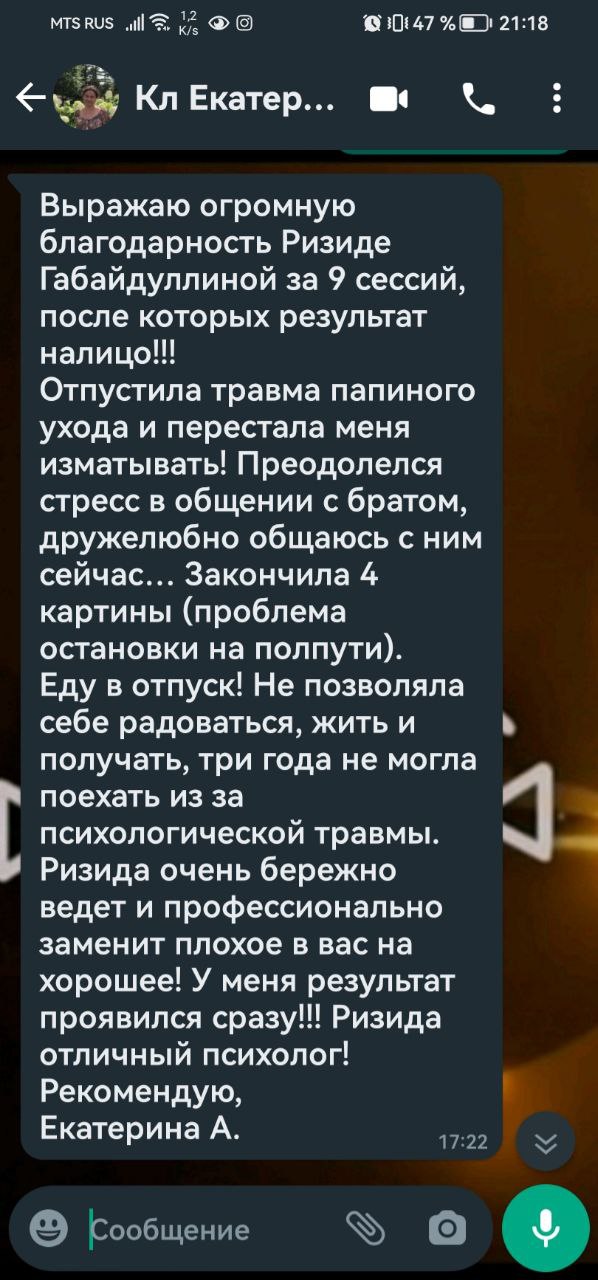 MTS RUS 1,2 K/s 47 % 21:18
Кл Екатер...
Выражаю огромную
благодарность Ризиде
Габайдуллиной за 9 сессий,
после которых результат
налицо!!!
Отпустила травма папиного
ухода и перестала меня
изматывать! Преодолелся
стресс в общении с братом,
дружелюбно общаюсь с ним
сейчас... Закончила 4
картины (проблема
остановки на полпути).
Еду в отпуск! Не позволяла
себе радоваться, жить и
получать, три года не могла
поехать из за
психологической травмы.
Ризида очень бережно
ведет и профессионально
заменит плохое в вас на
хорошее! У меня результат
проявился сразу!!! Ризида
отличный психолог!
Рекомендую,
Екатерина А.
17:22
Сообщение